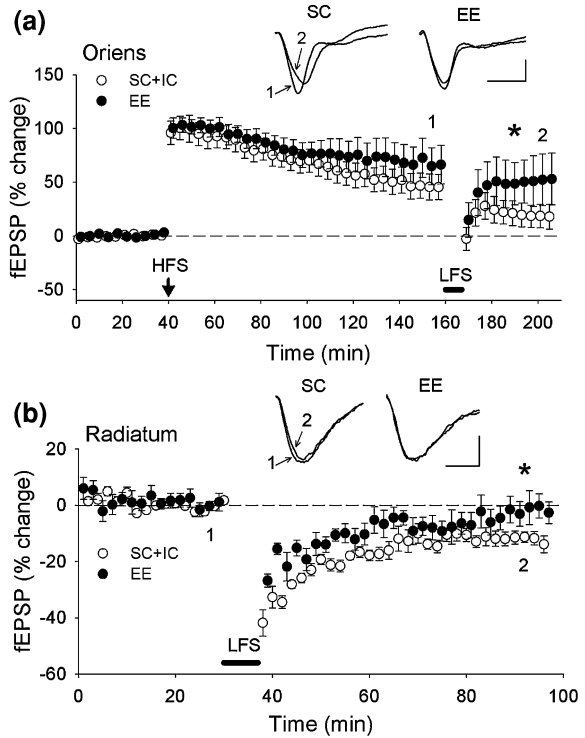 (a)
SC EE
Oriens
2
SC+IC
EE
1
1
* 2
150
100
50
0
-50
fEPSP (% change)
HFS
LFS
0 20 40 60 80 100 120 140 160 180 200
Time (min)
(b)
SC EE
Radiatum
2
1
*
20
0
-20
-40
-60
fEPSP (% change)
1
SC+IC
EE
2
LFS
0 20 40 60 80 100
Time (min)